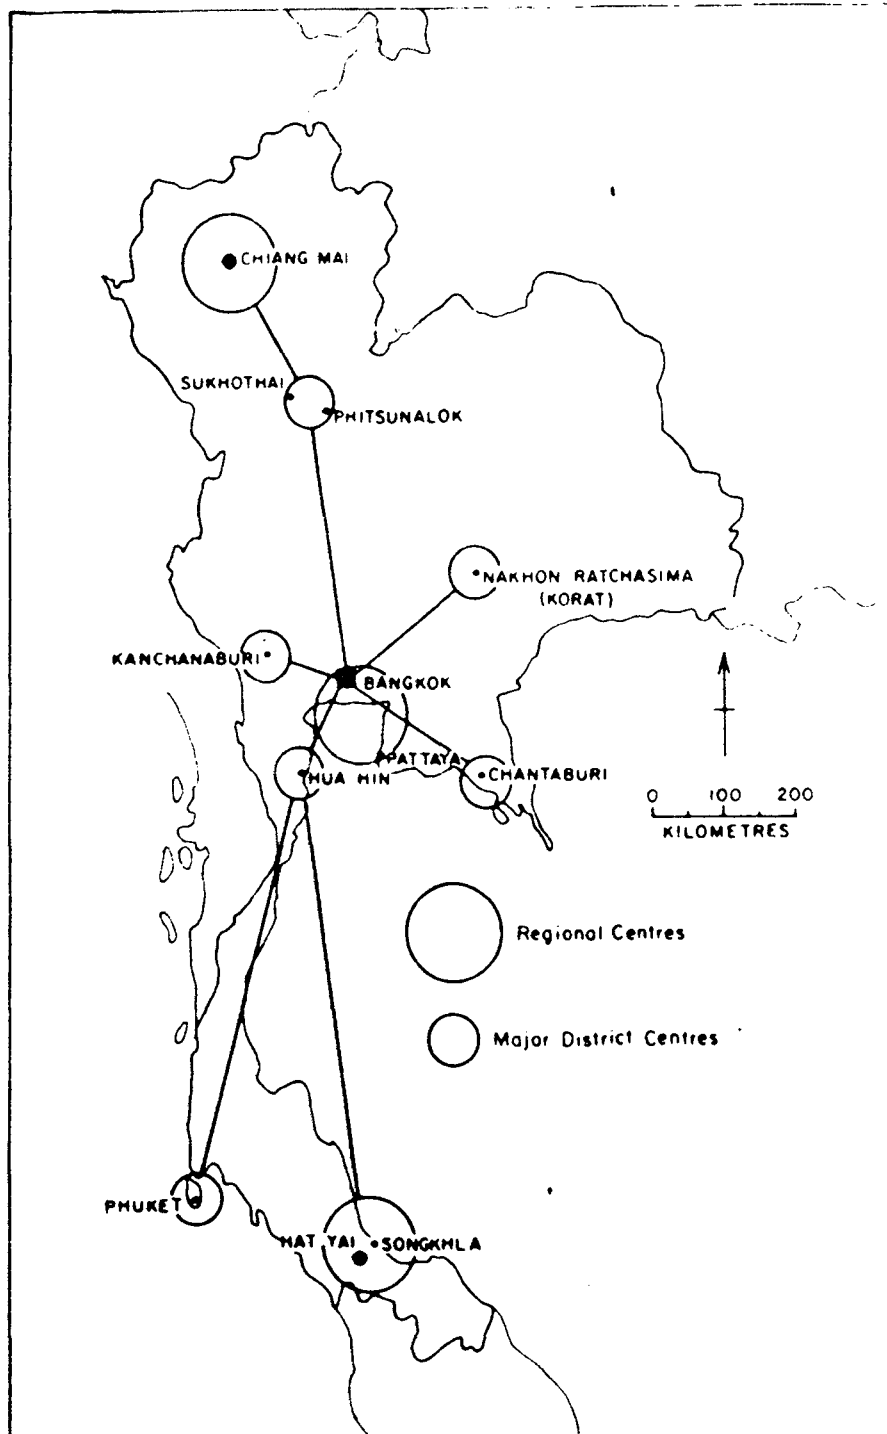 CHIANG MAI
SUKHOTHAI
PHITSUNALOK
NAKHON RATCHASIMA
(KORAT)
KANCHANABURI
BANGKOK
PATTAYA
HUA HIN
CHANTABURI
0 100 200
KILOMETRES
Regional Centres
Major District Centres
PHUKET
HAT YAI
SONGKHLA